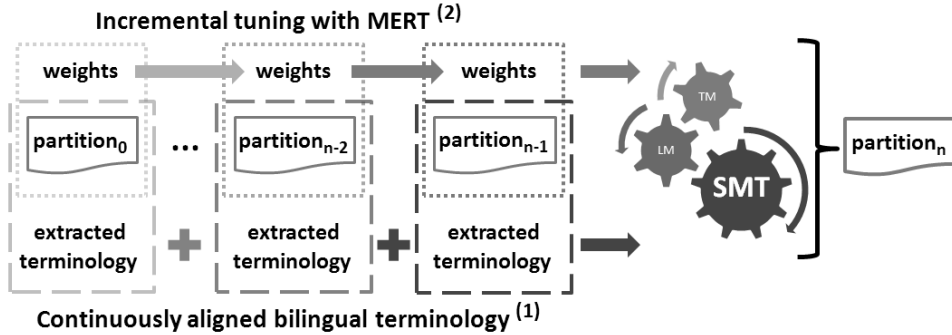 Incremental tuning with MERT (2)
weights weights weights
partition0 ... partitionn-2 partitionn-1
TM
LM
SMT
partitionn
extracted terminology + extracted terminology + extracted terminology
Continuously aligned bilingual terminology (1)